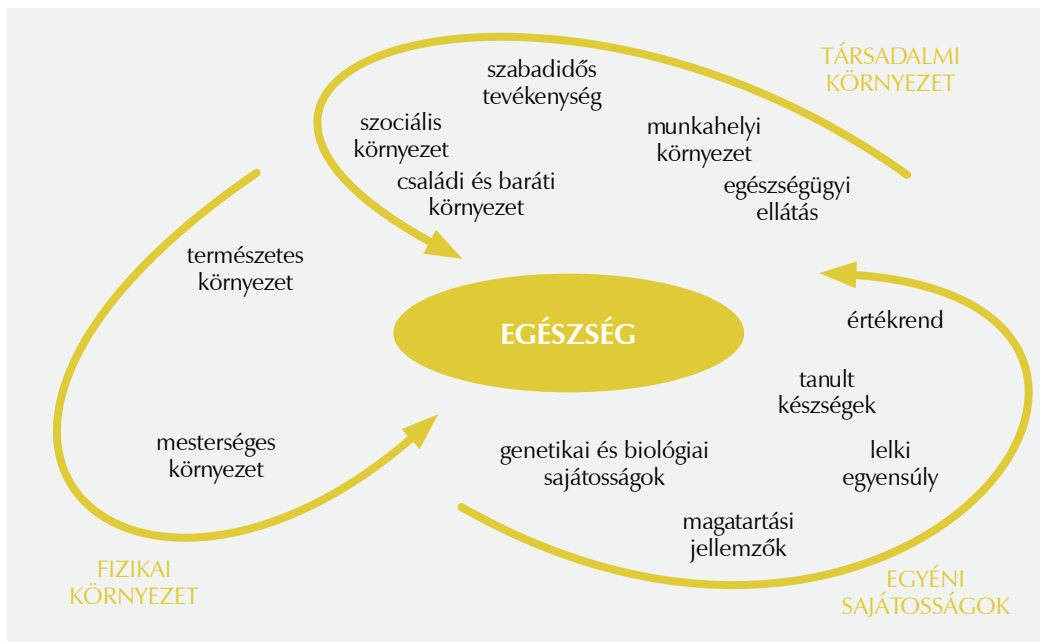 TÁRSADALMI
KÖRNYEZET
szabadidős
tevékenység
szociális
környezet
munkahelyi
környezet
családi és baráti
környezet
egészségügyi
ellátás
természetes
környezet
EGÉSZSÉG
értékrend
tanult
készségek
mesterséges
környezet
genetikai és biológiai
sajátosságok
lelki
egyensúly
magatartási
jellemzők
FIZIKAI
KÖRNYEZET
EGYÉNI
SAJÁTOSSÁGOK